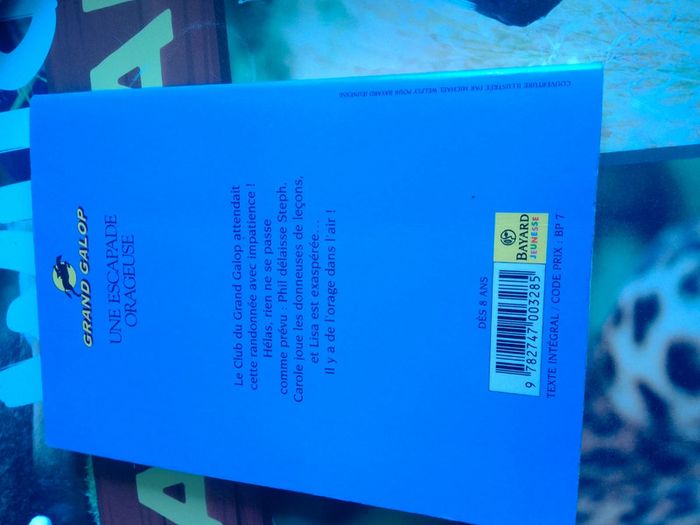 GRAND GALOP
UNE ESCAPADE
ORAGEUSE
Le Club du Grand Galop attendait
cette randonnée avec impatience !
Hélas, rien ne se passe
comme prévu : Phil délaisse Steph.
Carole joue les donneuses de leçons,
et Lisa est exaspérée...
Il y a de l'orage dans l'air !
DÈS 8 ANS
BAYARD
JEUNESSE
9 782747 003285
TEXTE INTÉGRAL / CODE PRIX : BP 7
COUVERTURE ILLUSTRÉE PAR MICHAEL WELPLY POUR BAYARD JEUNESSE